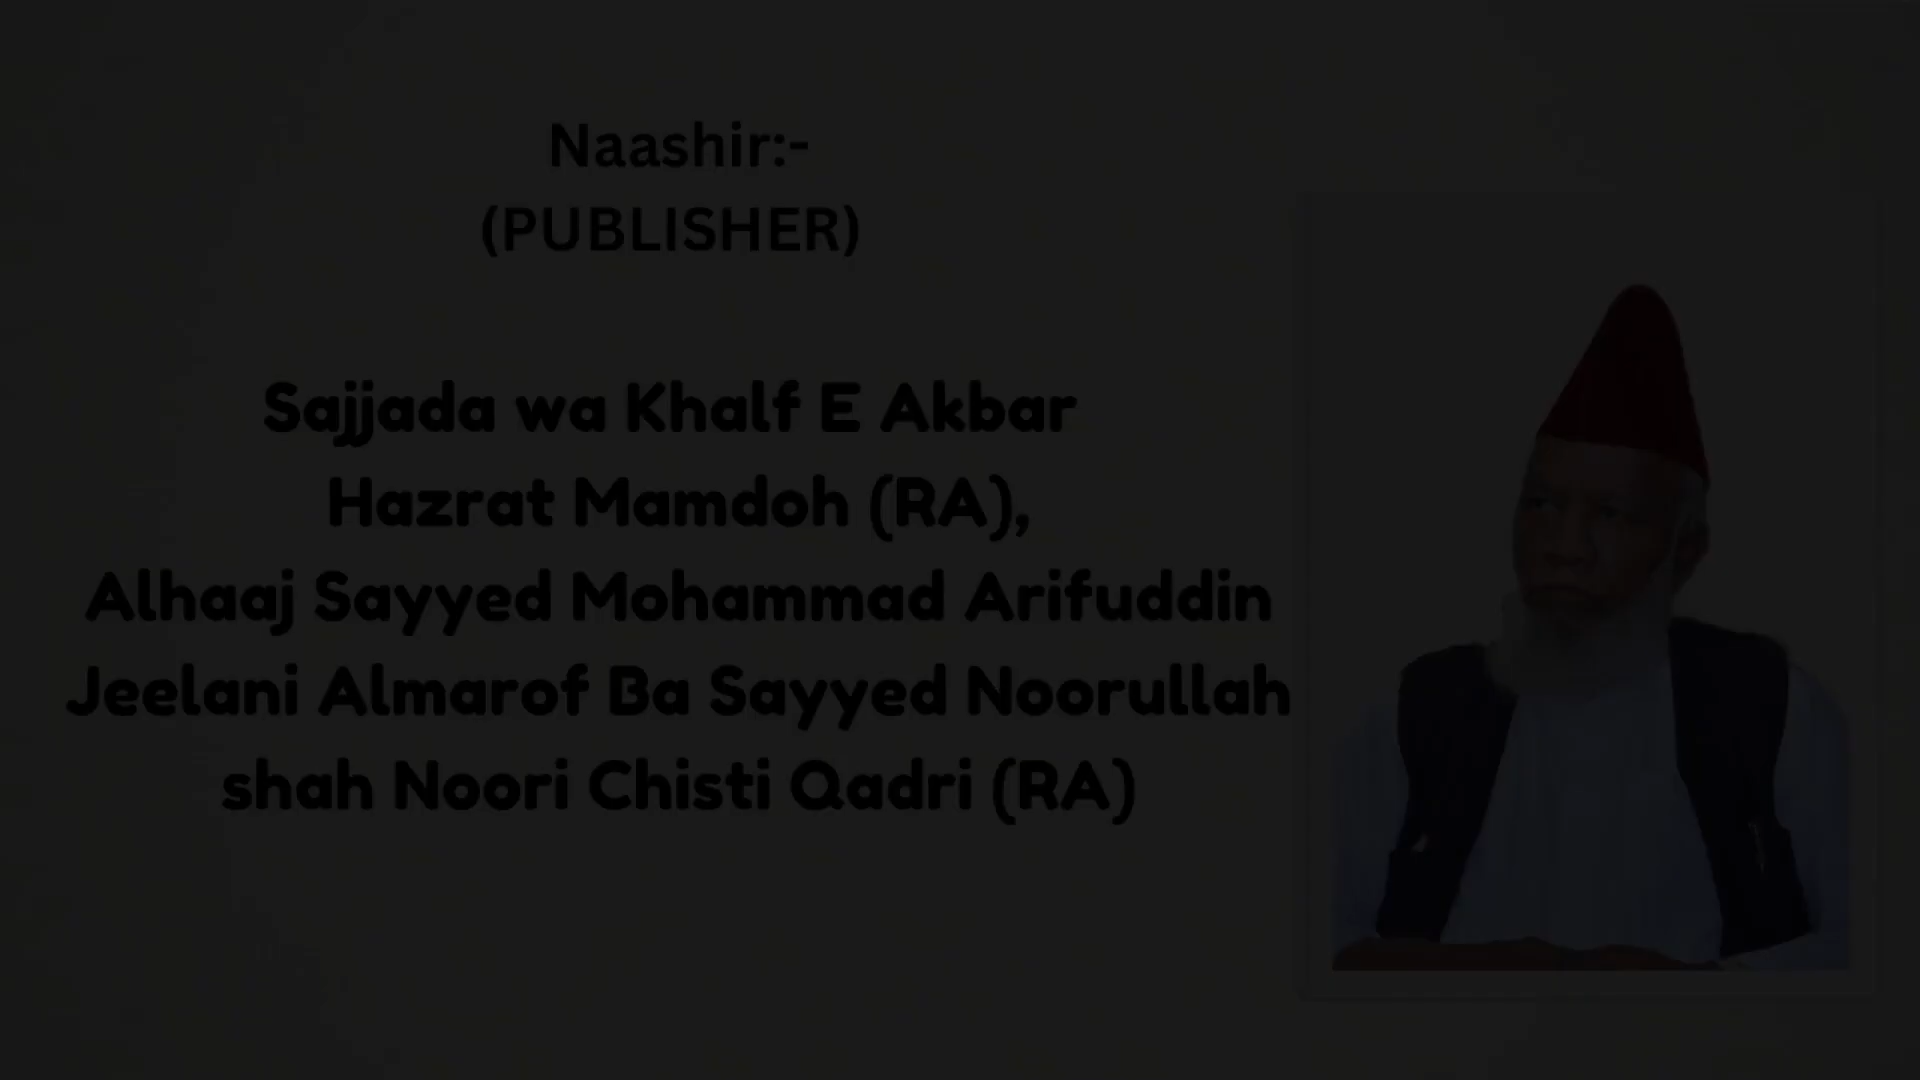 Naashir:-
(PUBLISHER)
Sajjada wa Khalf E Akbar
Hazrat Mamdoh (RA),
Alhaaj Sayyed Mohammad Arifuddin
Jeelani Almarof Ba Sayyed Noorullah
shah Noori Chisti Qadri (RA)